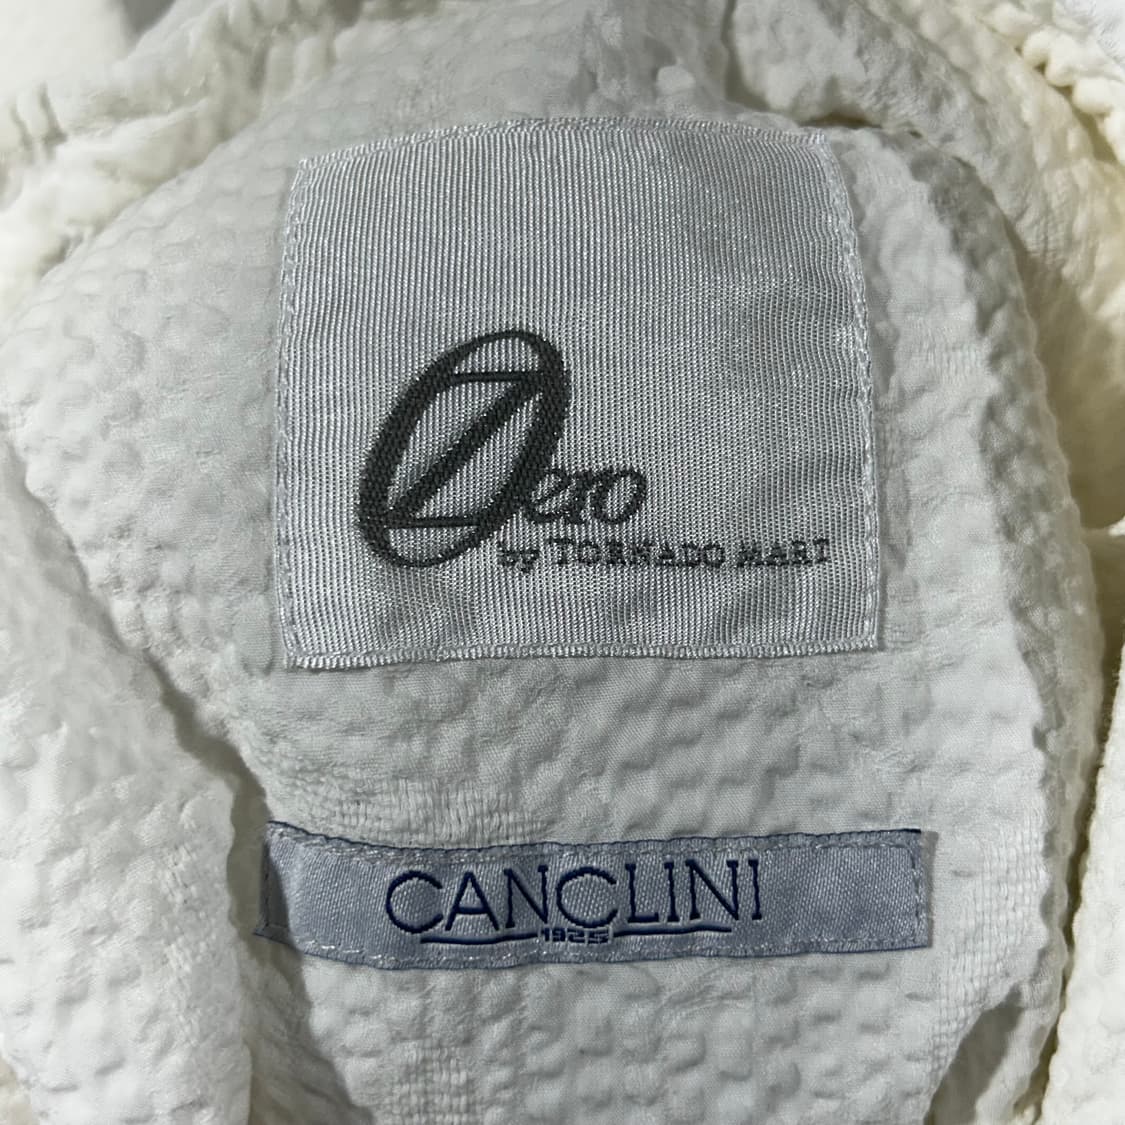 Zero
by TORNADO MART
CANCLINI
1925